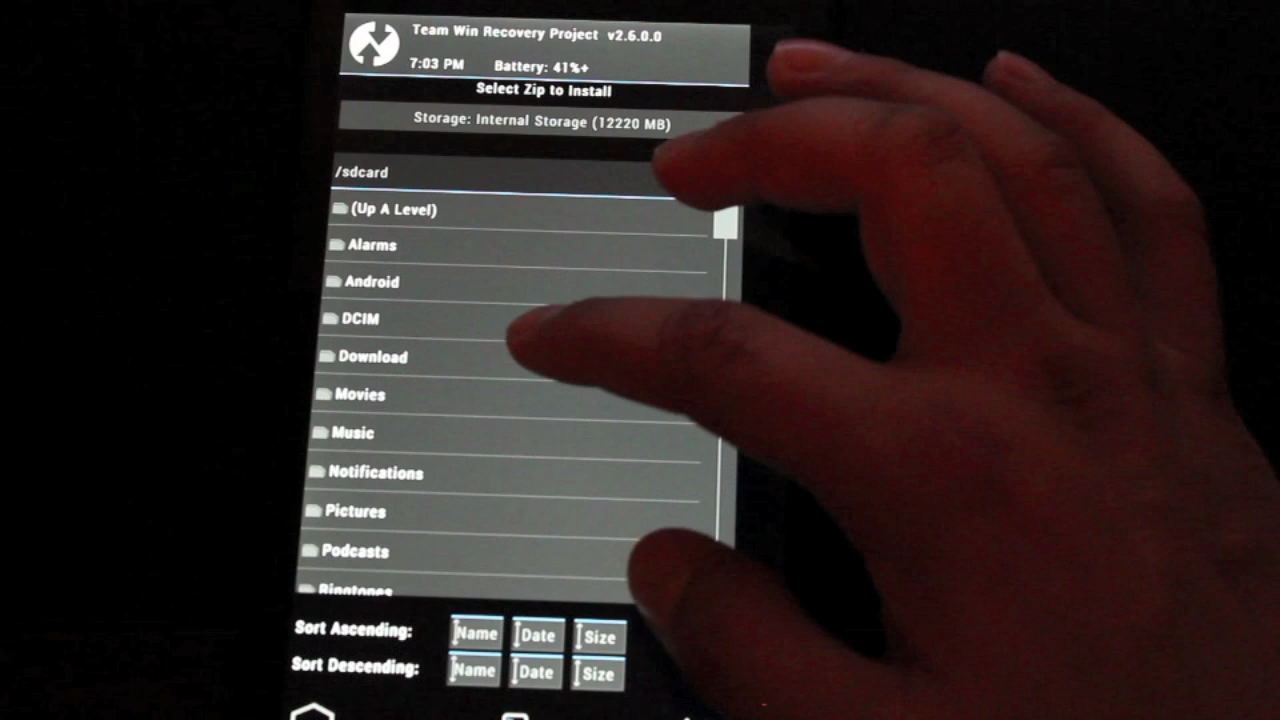 Team Win Recovery Project v2.6.0.0
7:03 PM Battery: 41%+
Select Zip to Install
Storage: Internal Storage (12220 MB)
/sdcard
(Up A Level)
Alarms
Android
DCIM
Download
Movies
Music
Notifications
Pictures
Podcasts
Ringtones
Sort Ascending: Name Date Size
Sort Descending: Name Date Size